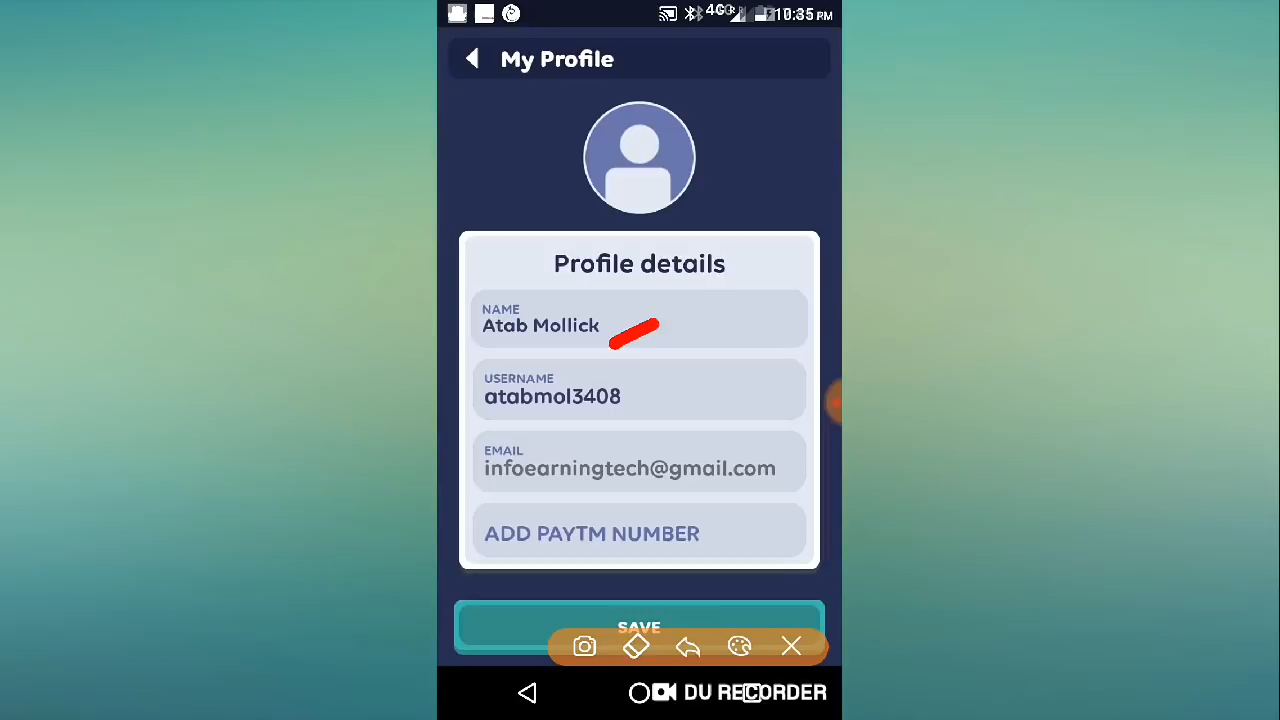 4G 10:35 PM
My Profile
Profile details
NAME
Atab Mollick
USERNAME
atabmol3408
EMAIL
infoearningtech@gmail.com
ADD PAYTM NUMBER
SAVE
DU RECORDER